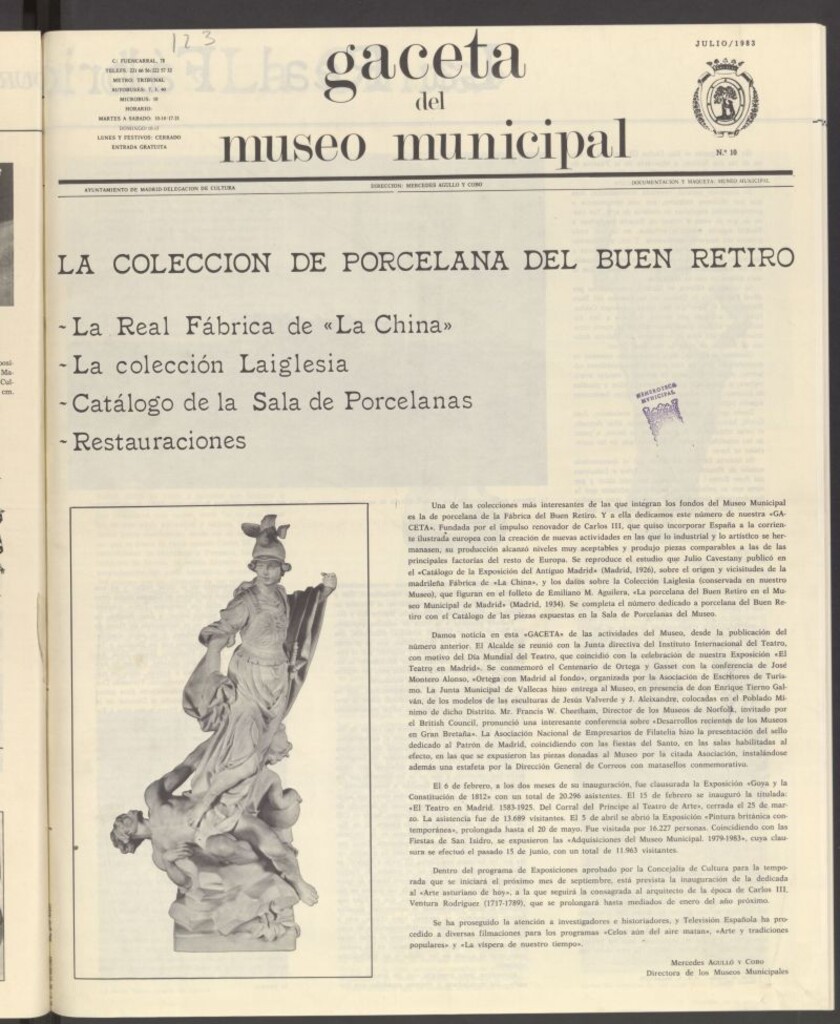 123
C/ FUENCARRAL, 78
METRO: TRIBUNAL
MICROBUS: 10
HORARIO:
MARTES A SABADO: 10-14/17-21
DOMINGO: 10-15
LUNES Y FESTIVOS: CERRADO
ENTRADA GRATUITA
gaceta
del
museo municipal
JULIO/1983
N.º 10
AYUNTAMIENTO DE MADRID-DELEGACION DE CULTURA
DIRECCION: MERCEDES AGULLO Y COBO
DOCUMENTACION Y MAQUETA: MUSEO MUNICIPAL
LA COLECCION DE PORCELANA DEL BUEN RETIRO
-La Real Fábrica de «La China»
-La colección Laiglesia
-Catálogo de la Sala de Porcelanas
-Restauraciones
HEMEROTECA
MUNICIPAL
Una de las colecciones más interesantes de las que integran los fondos del Museo Municipal
es la de porcelana de la Fábrica del Buen Retiro. Y a ella dedicamos este número de nuestra «GA-
CETA». Fundada por el impulso renovador de Carlos III, que quiso incorporar España a la corrien-
te ilustrada europea con la creación de nuevas actividades en las que lo industrial y lo artístico se her-
manasen, su producción alcanzó niveles muy aceptables y produjo piezas comparables a las de las
principales factorías del resto de Europa. Se reproduce el estudio que Julio Cavestany publicó en
el «Catálogo de la Exposición del Antiguo Madrid» (Madrid, 1926), sobre el origen y vicisitudes de la
madrileña Fábrica de «La China», y los datos sobre la Colección Laiglesia (conservada en nuestro
Museo), que figuran en el folleto de Emiliano M. Aguilera, «La porcelana del Buen Retiro en el Mu-
seo Municipal de Madrid» (Madrid, 1934). Se completa el número dedicado a porcelana del Buen Re-
tiro con el Catálogo de las piezas expuestas en la Sala de Porcelanas del Museo.
Damos noticia en esta «GACETA» de las actividades del Museo, desde la publicación del
número anterior. El Alcalde se reunió con la Junta directiva del Instituto Internacional del Teatro,
con motivo del Día Mundial del Teatro, que coincidió con la celebración de nuestra Exposición «El
Teatro en Madrid». Se conmemoró el Centenario de Ortega y Gasset con la conferencia de José
Montero Alonso, «Ortega con Madrid al fondo», organizada por la Asociación de Escritores de Turis-
mo. La Junta Municipal de Vallecas hizo entrega al Museo, en presencia de don Enrique Tierno Gal-
ván, de los modelos de las esculturas de Jesús Valverde y J. Aleixandre, colocadas en el Poblado Mí-
nimo de dicho Distrito. Mr. Francis W. Cheetham, Director de los Museos de Norfolk, invitado por
el British Council, pronunció una interesante conferencia sobre «Desarrollos recientes de los Museos
en Gran Bretaña». La Asociación Nacional de Empresarios de Filatelia hizo la presentación del sello
dedicado al Patrón de Madrid, coincidiendo con las fiestas del Santo, en las salas habilitadas al
efecto, en las que se expusieron las piezas donadas al Museo por la citada Asociación, instalándose
además una estafeta por la Dirección General de Correos con matasellos conmemorativo.
El 6 de febrero, a los dos meses de su inauguración, fue clausurada la Exposición «Goya y la
Constitución de 1812» con un total de 20.296 asistentes. El 15 de febrero se inauguró la titulada:
«El Teatro en Madrid. 1583-1925. Del Corral del Príncipe al Teatro de Arte», cerrada el 25 de mar-
zo. La asistencia fue de 13.689 visitantes. El 5 de abril se abrió la Exposición «Pintura británica con-
temporánea», prolongada hasta el 20 de mayo. Fue visitada por 16.227 personas. Coincidiendo con las
Fiestas de San Isidro, se expusieron las «Adquisiciones del Museo Municipal. 1979-1983», cuya clau-
sura se efectuó el pasado 15 de junio, con un total de 11.963 visitantes.
Dentro del programa de Exposiciones aprobado por la Concejalía de Cultura para la tempo-
rada que se iniciará el próximo mes de septiembre, está prevista la inauguración de la dedicada
al «Arte asturiano de hoy», a la que seguirá la consagrada al arquitecto de la época de Carlos III,
Ventura Rodríguez (1717-1789), que se prolongará hasta mediados de enero del año próximo.
Se ha proseguido la atención a investigadores e historiadores, y Televisión Española ha pro-
cedido a diversas filmaciones para los programas «Celos aún del aire matan», «Arte y tradiciones
populares» y «La víspera de nuestro tiempo».
Mercedes AGULLÓ Y COBO
Directora de los Museos Municipales